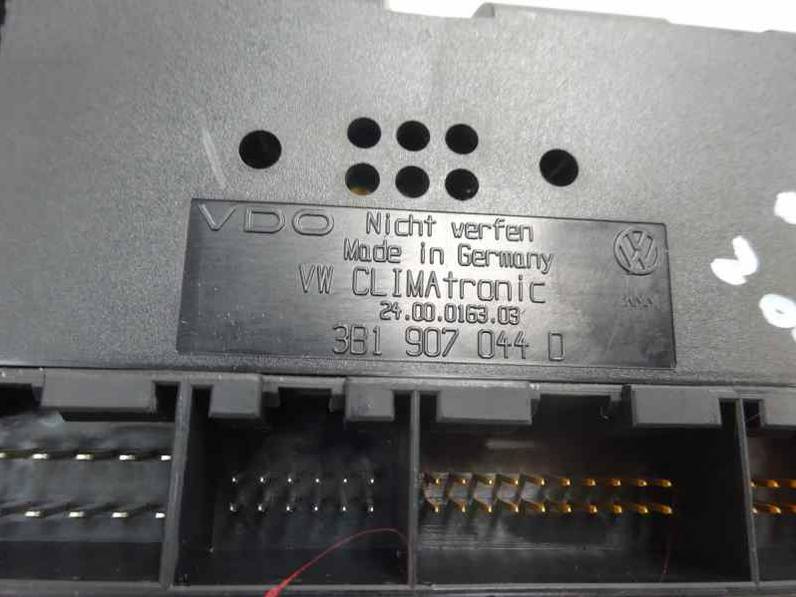 VDO Nicht verfen
Made in Germany
VW CLIMAtronic
24.00.0163.03
3B1 907 044 D